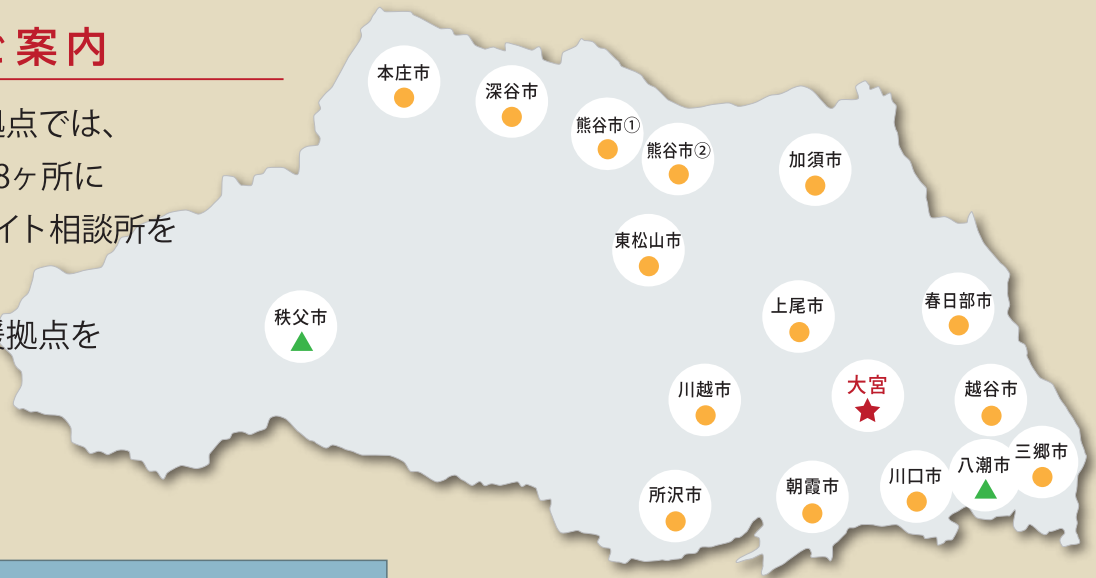 案内
点では、
8ヶ所に
イト相談所を
拠点を
本庄市
深谷市
熊谷市①
熊谷市②
加須市
東松山市
秩父市
上尾市
春日部市
川越市
大宮
越谷市
所沢市
朝霞市
川口市
八潮市
三郷市